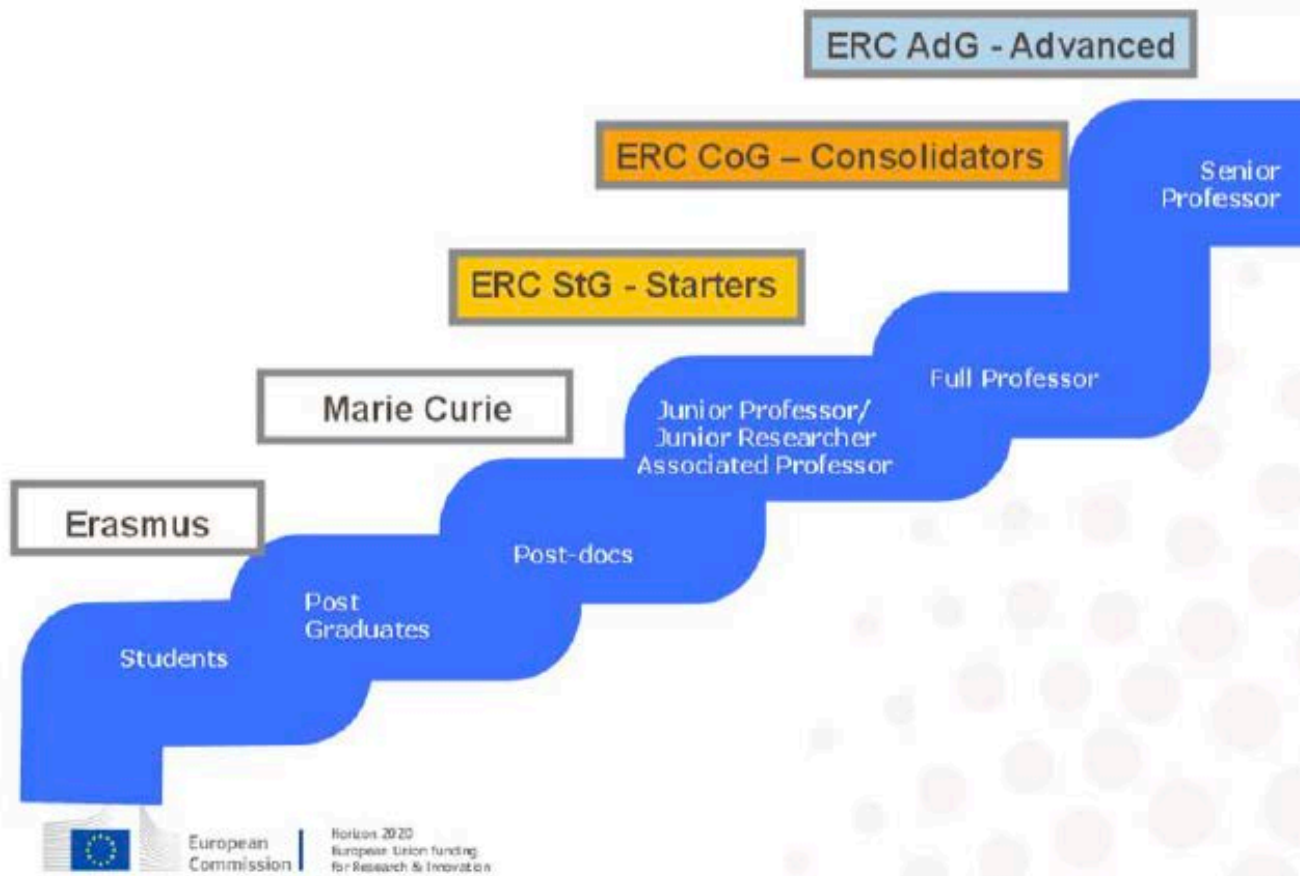 ERC AdG - Advanced
ERC CoG – Consolidators
Senior
Professor
ERC StG - Starters
Full Professor
Marie Curie
Junior Professor/
Junior Researcher
Associated Professor
Erasmus
Post-docs
Post
Graduates
Students
European
Commission
Horizon 2020
European Union funding
for Research & Innovation